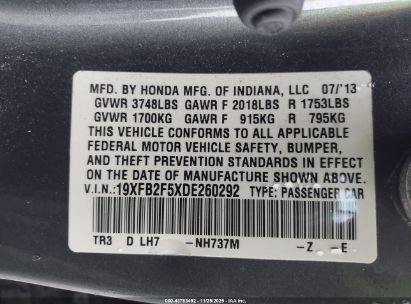 MFD. BY HONDA MFG. OF INDIANA, LLC 07/'13
GVWR 3748LBS GAWR F 2018LBS R 1753LBS
GVWR 1700KG GAWR F 915KG R 795KG
THIS VEHICLE CONFORMS TO ALL APPLICABLE
FEDERAL MOTOR VEHICLE SAFETY, BUMPER,
AND THEFT PREVENTION STANDARDS IN EFFECT
ON THE DATE OF MANUFACTURE SHOWN ABOVE.
V.I.N.: 19XFB2F5XDE260292 TYPE: PASSENGER CAR
TR3 D LH7 -NH737M -Z -E